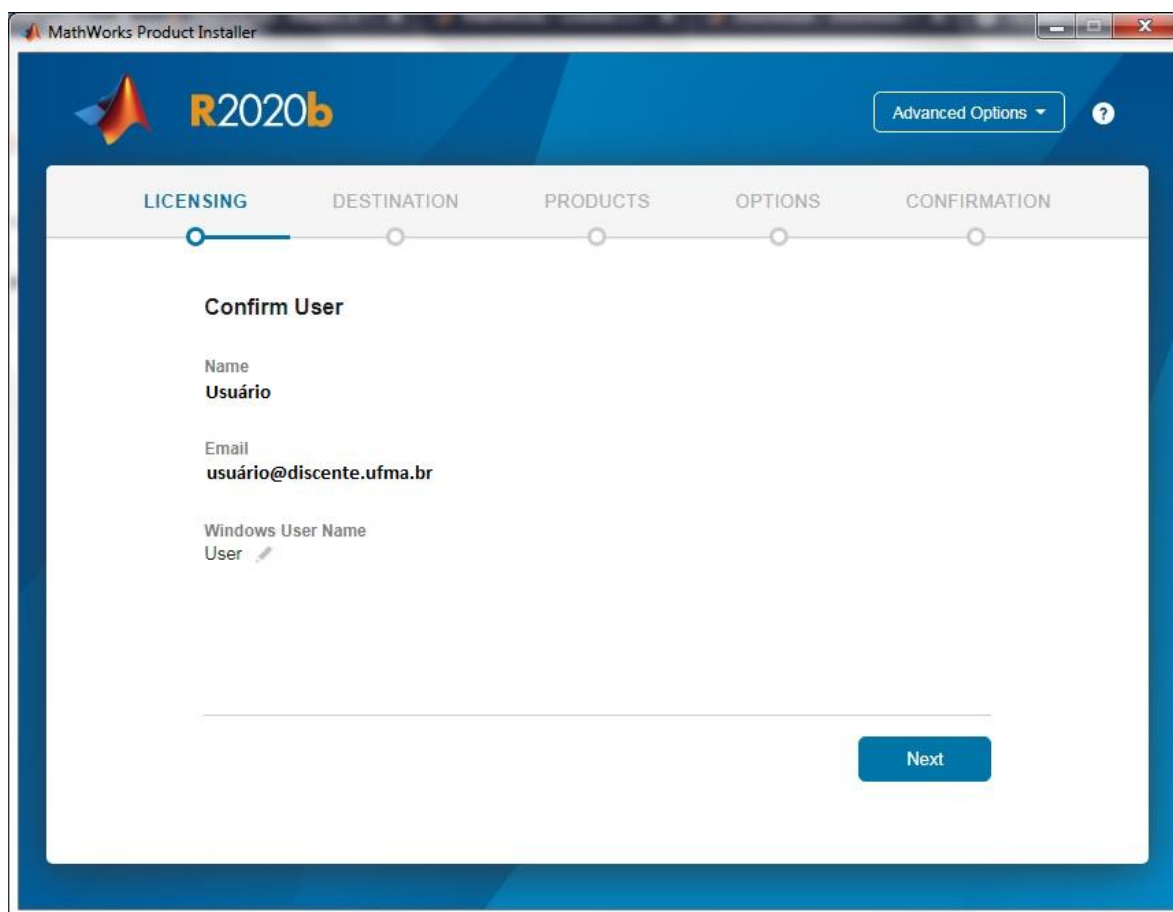 MathWorks Product Installer
R2020b
Advanced Options
?
LICENSING DESTINATION PRODUCTS OPTIONS CONFIRMATION
Confirm User
Name
Usuário
Email
usuário@discente.ufma.br
Windows User Name
User
Next